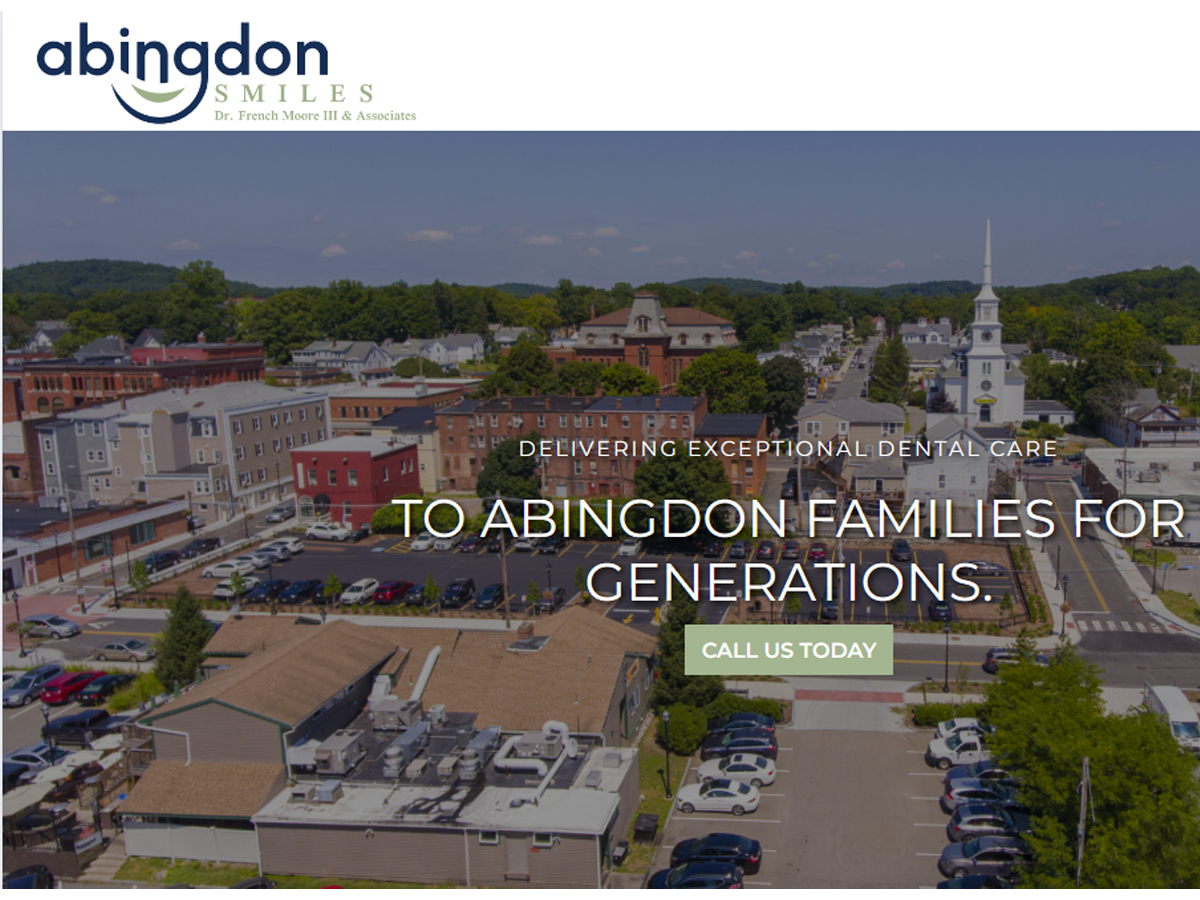 abingdon
SMILES
Dr. French Moore III & Associates
DELIVERING EXCEPTIONAL DENTAL CARE
TO ABINGDON FAMILIES FOR
GENERATIONS.
CALL US TODAY